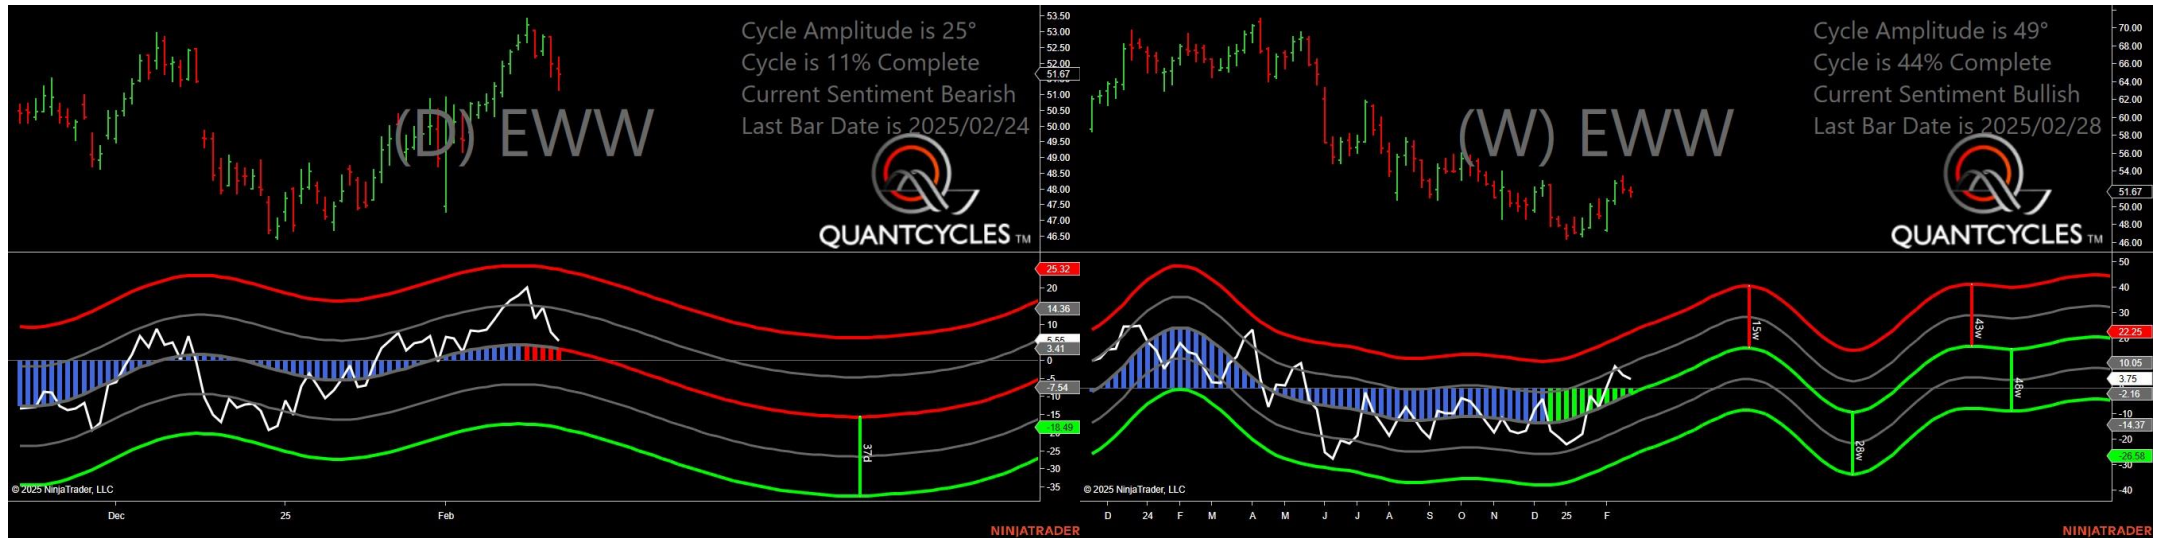 Cycle Amplitude is 25°
Cycle is 11% Complete
Current Sentiment Bearish
Last Bar Date is 2025/02/24
(D) EWW
QUANTCYCLES TM
53.50
53.00
52.50
52.00
51.67
51.00
50.50
50.00
49.50
49.00
48.50
48.00
47.50
47.00
46.50
25.32
20
14.36
10
5.55
3.41
0
-5
-7.54
-10
-15
-18.49
-25
-30
-35
37d
© 2025 NinjaTrader, LLC
Dec
25
Feb
NINJATRADER
Cycle Amplitude is 49°
Cycle is 44% Complete
Current Sentiment Bullish
Last Bar Date is 2025/02/28
(W) EWW
QUANTCYCLES TM
70.00
68.00
66.00
64.00
62.00
60.00
58.00
56.00
54.00
51.67
50.00
48.00
46.00
50
40
30
22.25
20
10.05
3.75
-2.16
-10
-14.37
-20
-26.58
-30
-40
15w
28w
43w
48w
© 2025 NinjaTrader, LLC
D
24
F
M
A
M
J
J
A
S
O
N
D
25
F
NINJATRADER